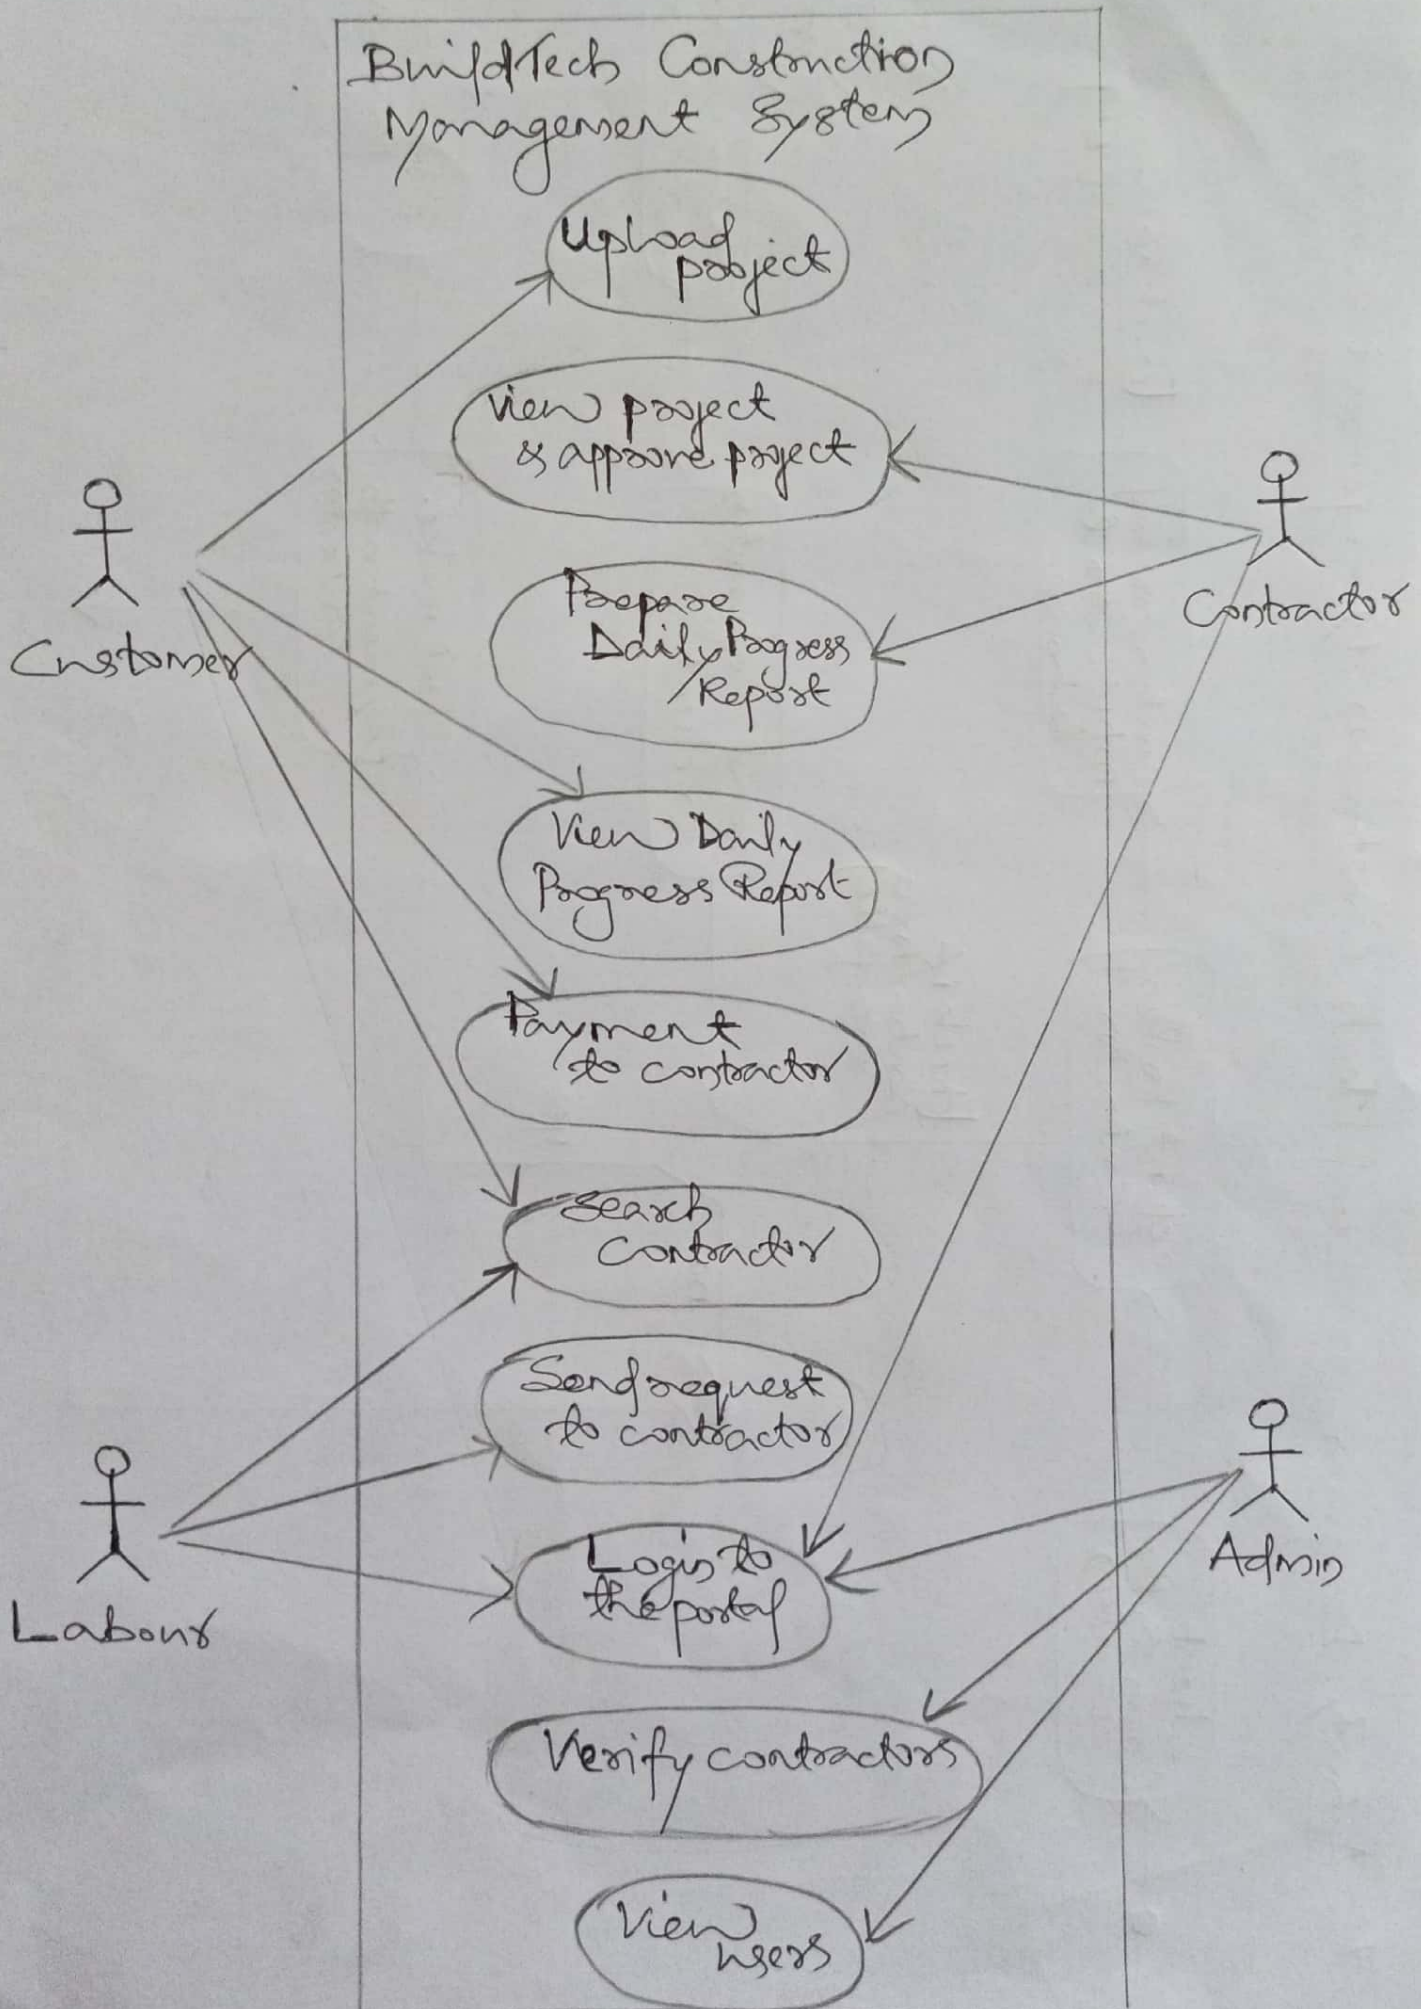 BuildTech Construction
Management System
Upload
project
View project
& approve project
Customer
Contractor
Prepare
Daily Progress
Report
View Daily
Progress Report
Payment
to contractor
Search
Contractor
Send request
to contractor
Labour
Admin
Login to
the portal
Verify contractors
View
users